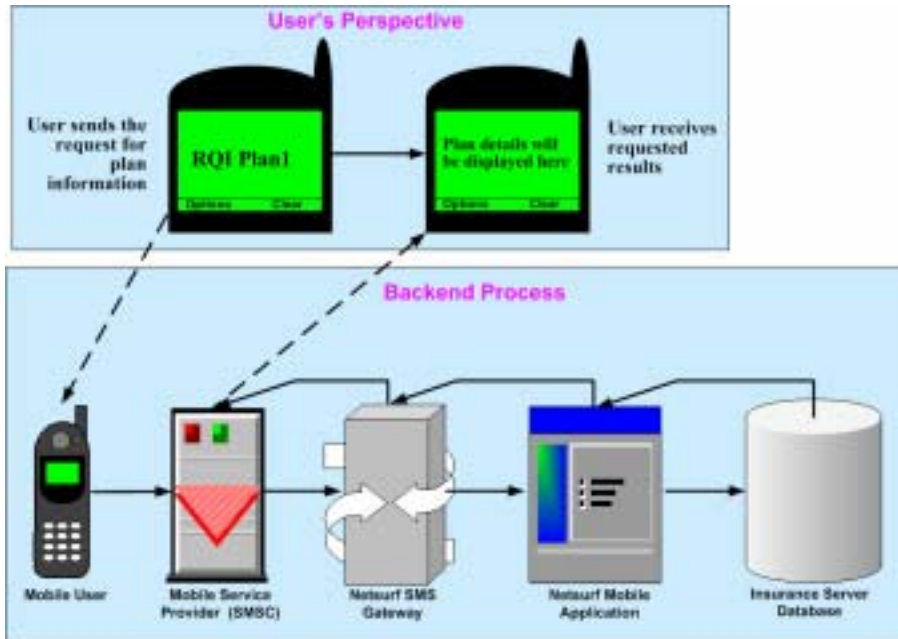 User's Perspective
User sends the
request for
plan
information
RQI Plan1
Options Clear
Plan details will
be displayed here
Options Clear
User receives
requested
results
Backend Process
Mobile User
Mobile Service
Provider (SMSC)
Netsurf SMS
Gateway
Netsurf Mobile
Application
Insurance Server
Database